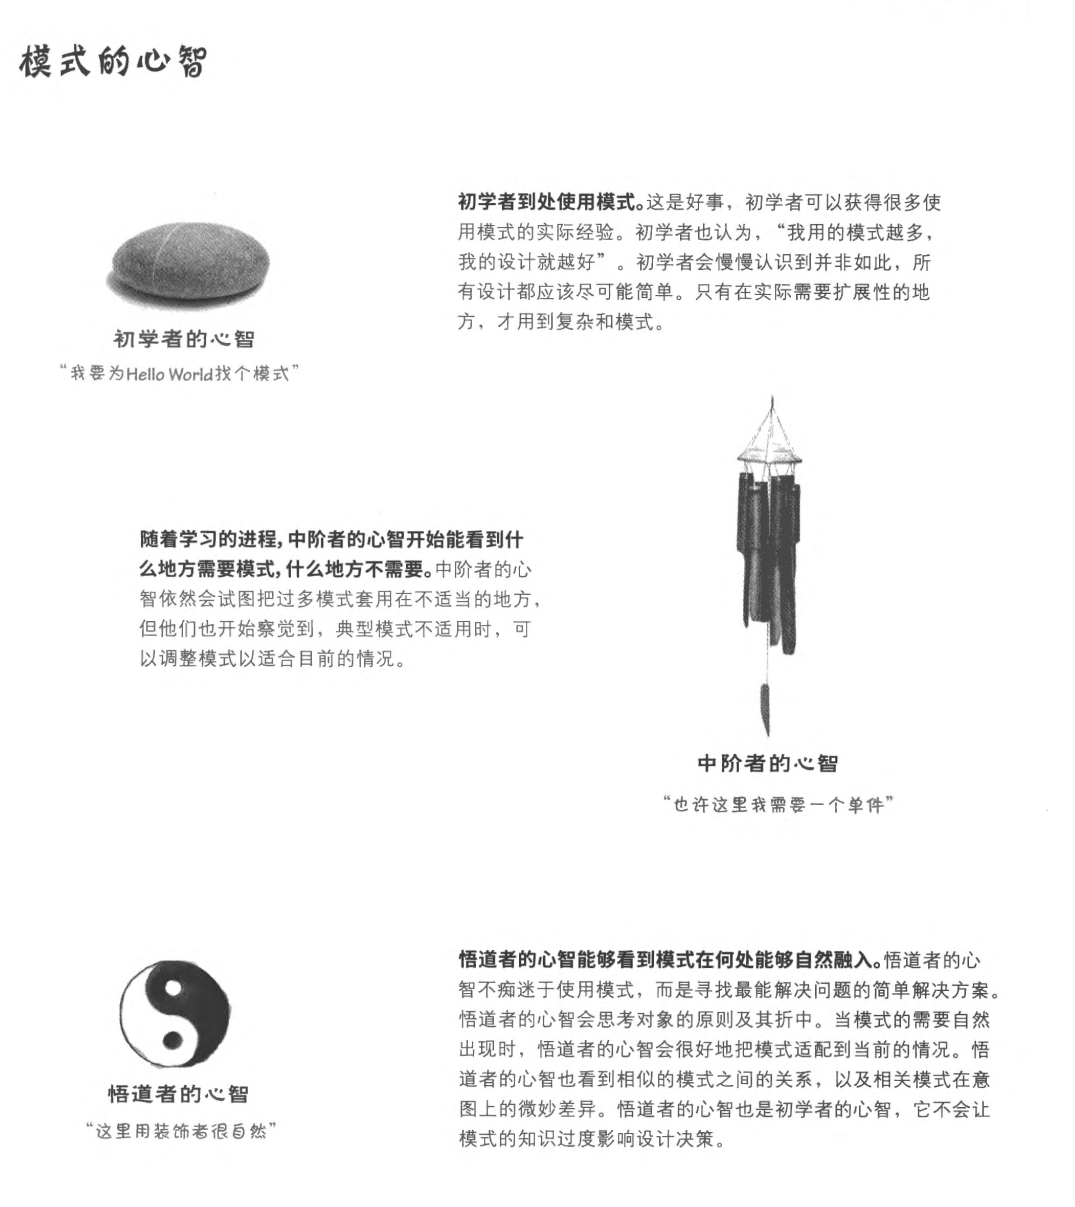 模式的心智
初学者到处使用模式。这是好事，初学者可以获得很多使
用模式的实际经验。初学者也认为，“我用的模式越多，
我的设计就越好”。初学者会慢慢认识到并非如此，所
有设计都应该尽可能简单。只有在实际需要扩展性的地
方，才用到复杂和模式。
初学者的心智
“我要为Hello World找个模式”
随着学习的进程，中阶者的心智开始能看到什
么地方需要模式，什么地方不需要。中阶者的心
智依然会试图把过多模式套用在不适当的地方，
但他们也开始察觉到，典型模式不适用时，可
以调整模式以适合目前的情况。
中阶者的心智
“也许这里我需要一个单件”
悟道者的心智能够看到模式在何处能够自然融入。悟道者的心
智不痴迷于使用模式，而是寻找最能解决问题的简单解决方案。
悟道者的心智会思考对象的原则及其折中。当模式的需要自然
出现时，悟道者的心智会很好地把模式适配到当前的情况。悟
道者的心智也看到相似的模式之间的关系，以及相关模式在意
图上的微妙差异。悟道者的心智也是初学者的心智，它不会让
模式的知识过度影响设计决策。
悟道者的心智
“这里用装饰者很自然”